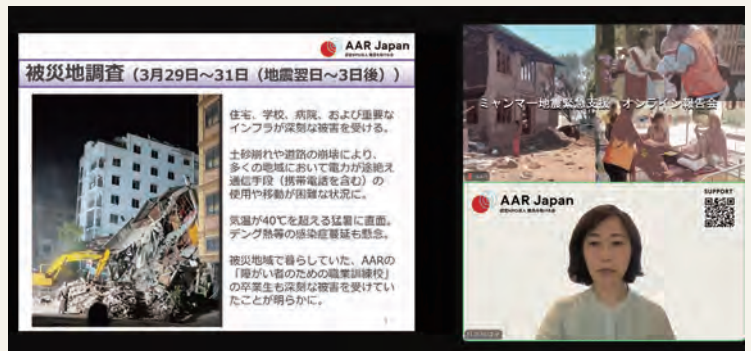 AAR Japan
被災地調査（3月29日～31日（地震翌日～3日後））
住宅、学校、病院、および重要な
インフラが深刻な被害を受ける。
土砂崩れや道路の崩壊により、
多くの地域において電力が途絶え
通信手段（携帯電話を含む）の
使用や移動が困難な状況に。
気温が40℃を超える猛暑に直面。
デング熱等の感染症蔓延も懸念。
被災地域で暮らしていた、AARの
「障がい者のための職業訓練校」
の卒業生も深刻な被害を受けてい
たことが明らかに。
ミャンマー地震緊急支援 オンライン報告会
AAR Japan
SUPPORT